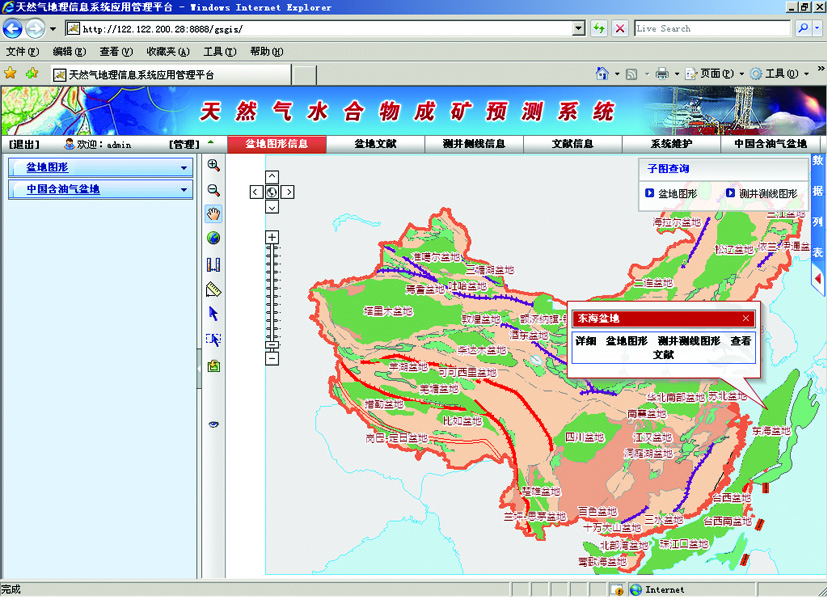 天然气地理信息系统应用管理平台 - Windows Internet Explorer
http://122.122.200.28:8888/gsgis/
Live Search
文件(F) 编辑(E) 查看(V) 收藏夹(A) 工具(T) 帮助(H)
天然气地理信息系统应用管理平台
页面(P) 工具(O) »
天然气水合物成矿预测系统
[退出] 欢迎：admin [管理]
盆地图形信息 盆地文献 测井侧线信息 文献信息 系统维护 中国含油气盆地
盆地图形
中国含油气盆地
子图查询
盆地图形 测井测线图形
数据列表
三江盆地
海拉尔盆地
松辽盆地
依兰-伊通盆
准噶尔盆地
三塘湖盆地
二连盆地
吐哈盆地
塔里木盆地
敦煌盆地
潮东盆地
柴达木盆地
羌湖盆地
可可西里盆地
羌塘盆地
措勤盆地
比如盆地
岗巴-定日盆地
东海盆地
详细 盆地图形 测井测线图形 查看
文献
华北南部盆地
苏北盆地
南襄盆地
四川盆地
江汉盆地
洞庭湖盆地
东海盆地
楚雄盆地
兰坪-思茅盆地
百色盆地
十万大山盆地
三水盆地
台西盆地
台西南盆地
北部湾盆地
珠江口盆地
莺歌海盆地
完成
Internet